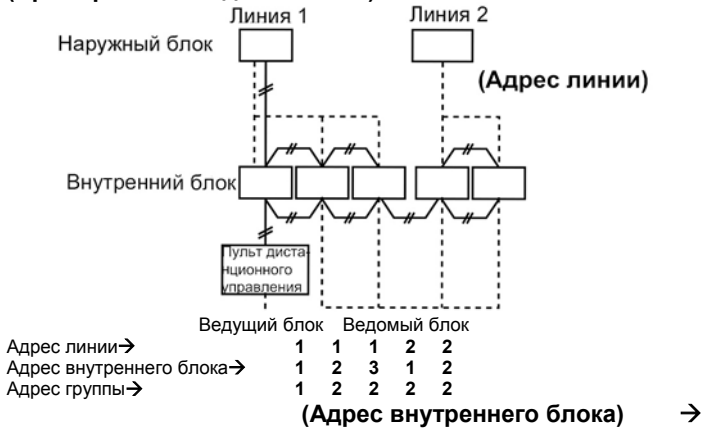 Линия 1 Линия 2
Наружный блок
(Адрес линии)
Внутренний блок
Пульт диста-
нционного
управления
Ведущий блок Ведомый блок
Адрес линии→ 1 1 1 2 2
Адрес внутреннего блока→ 1 2 3 1 2
Адрес группы→ 1 2 2 2 2
(Адрес внутреннего блока) →